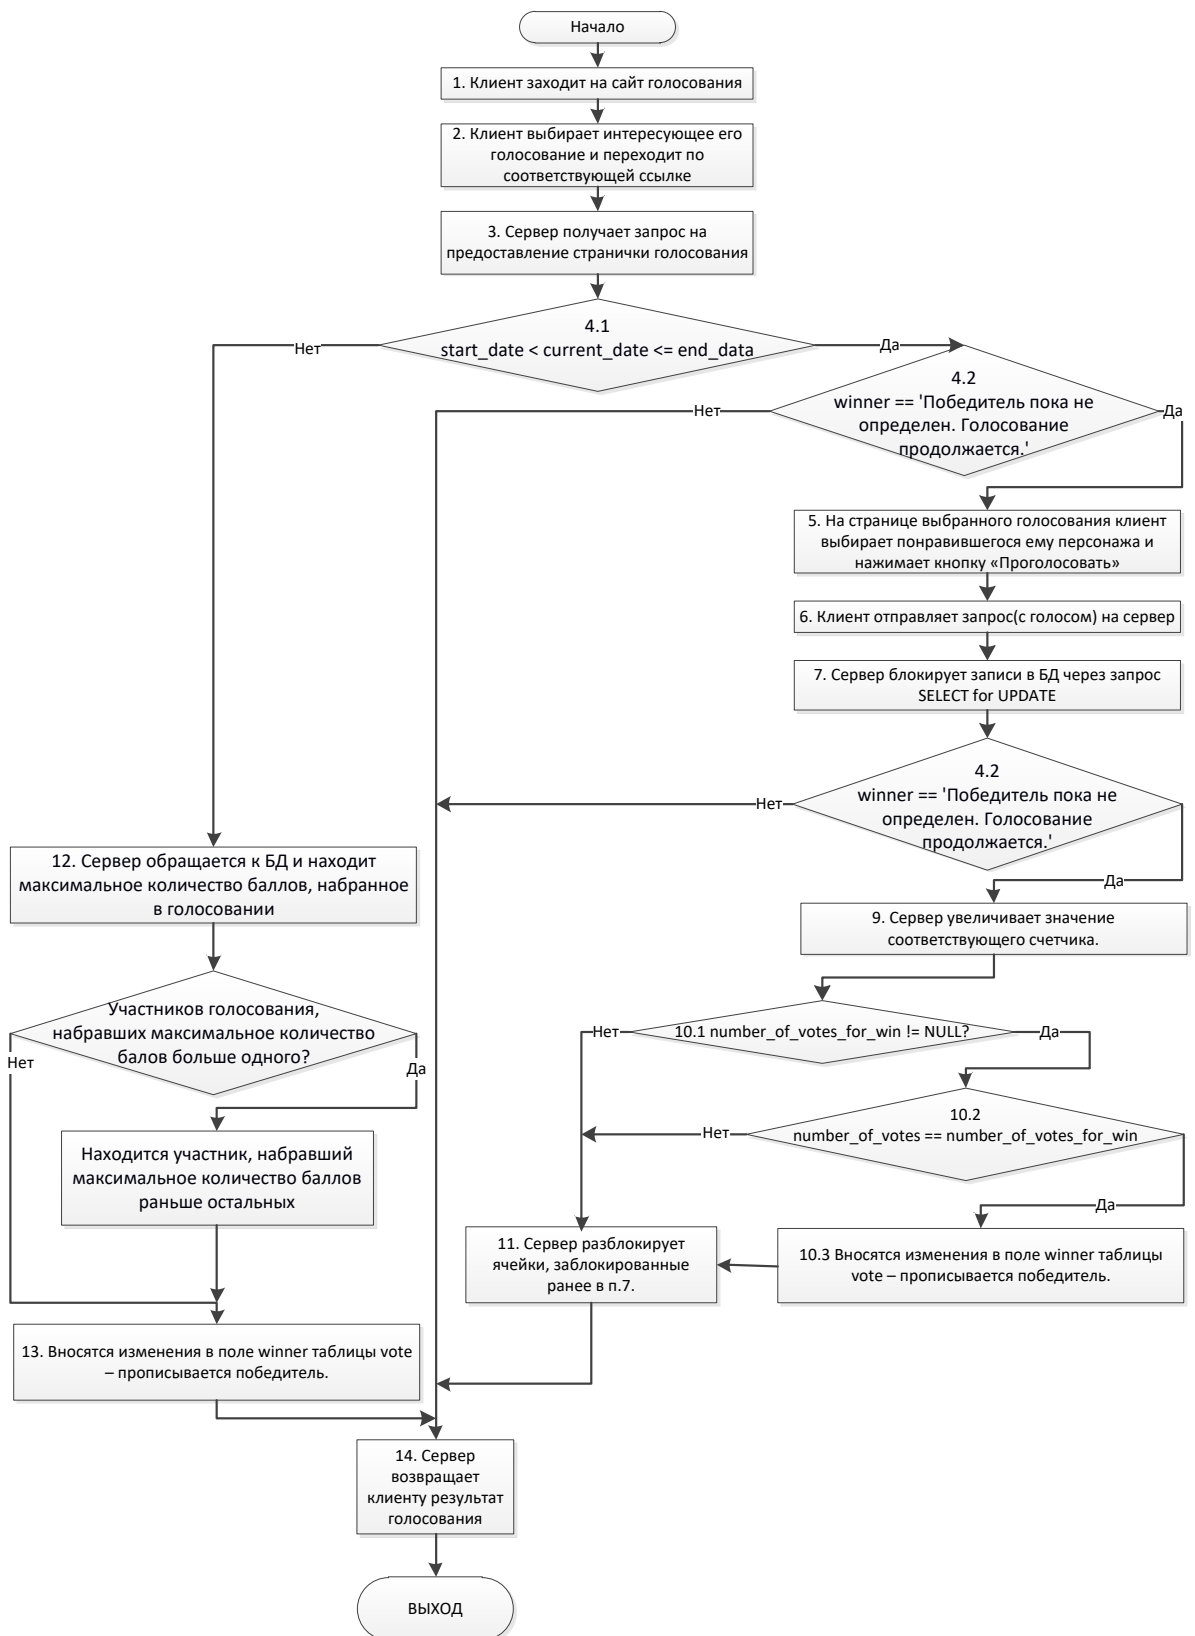 Начало
1. Клиент заходит на сайт голосования
2. Клиент выбирает интересующее его
голосование и переходит по
соответствующей ссылке
3. Сервер получает запрос на
предоставление странички голосования
4.1
start_date < current_date <= end_data
Нет
Да
4.2
winner == 'Победитель пока не
определен. Голосование
продолжается.'
Нет
Да
5. На странице выбранного голосования клиент
выбирает понравившегося ему персонажа и
нажимает кнопку «Проголосовать»
6. Клиент отправляет запрос(с голосом) на сервер
7. Сервер блокирует записи в БД через запрос
SELECT for UPDATE
4.2
winner == 'Победитель пока не
определен. Голосование
продолжается.'
Нет
Да
9. Сервер увеличивает значение
соответствующего счетчика.
10.1 number_of_votes_for_win != NULL?
Нет
Да
10.2
number_of_votes == number_of_votes_for_win
Нет
Да
10.3 Вносятся изменения в поле winner таблицы
vote – прописывается победитель.
11. Сервер разблокирует
ячейки, заблокированные
ранее в п.7.
12. Сервер обращается к БД и находит
максимальное количество баллов, набранное
в голосовании
Участников голосования,
набравших максимальное количество
балов больше одного?
Нет
Да
Находится участник, набравший
максимальное количество баллов
раньше остальных
13. Вносятся изменения в поле winner таблицы vote
– прописывается победитель.
14. Сервер
возвращает
клиенту результат
голосования
ВЫХОД